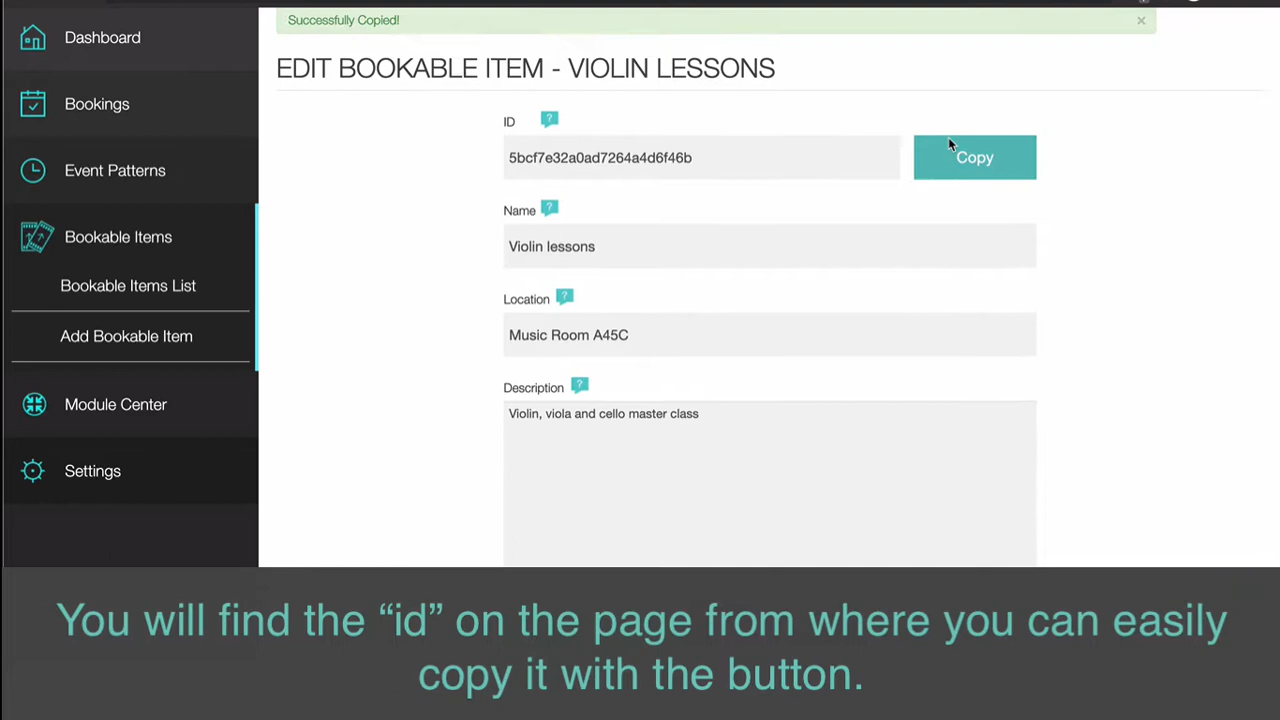 Successfully Copied!
×
Dashboard
EDIT BOOKABLE ITEM - VIOLIN LESSONS
Bookings
ID ?
5bcf7e32a0ad7264a4d6f46b
Copy
Event Patterns
Name ?
Bookable Items
Violin lessons
Bookable Items List
Location ?
Add Bookable Item
Music Room A45C
Description ?
Module Center
Violin, viola and cello master class
Settings
You will find the “id” on the page from where you can easily
copy it with the button.